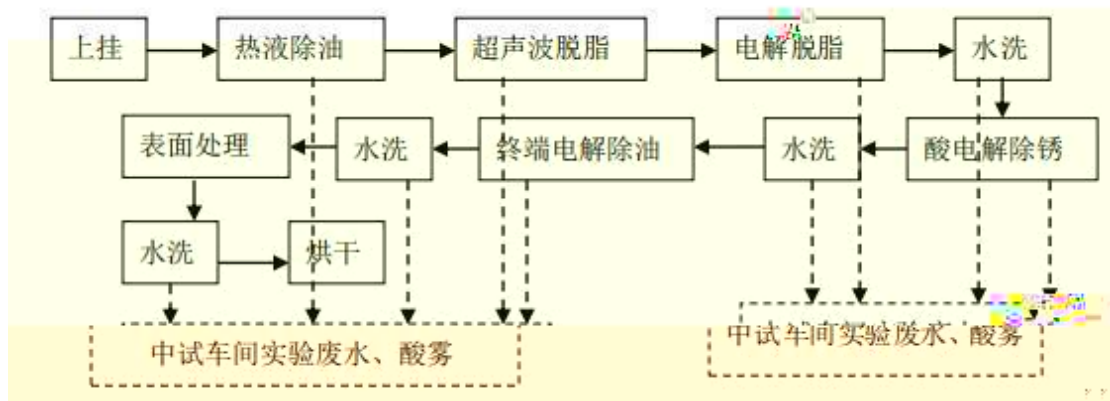 上挂 热液除油 超声波脱脂 电解脱脂 水洗
表面处理 水洗 终端电解除油 水洗 酸电解除锈
水洗 烘干
中试车间实验废水、酸雾 中试车间实验废水、酸雾